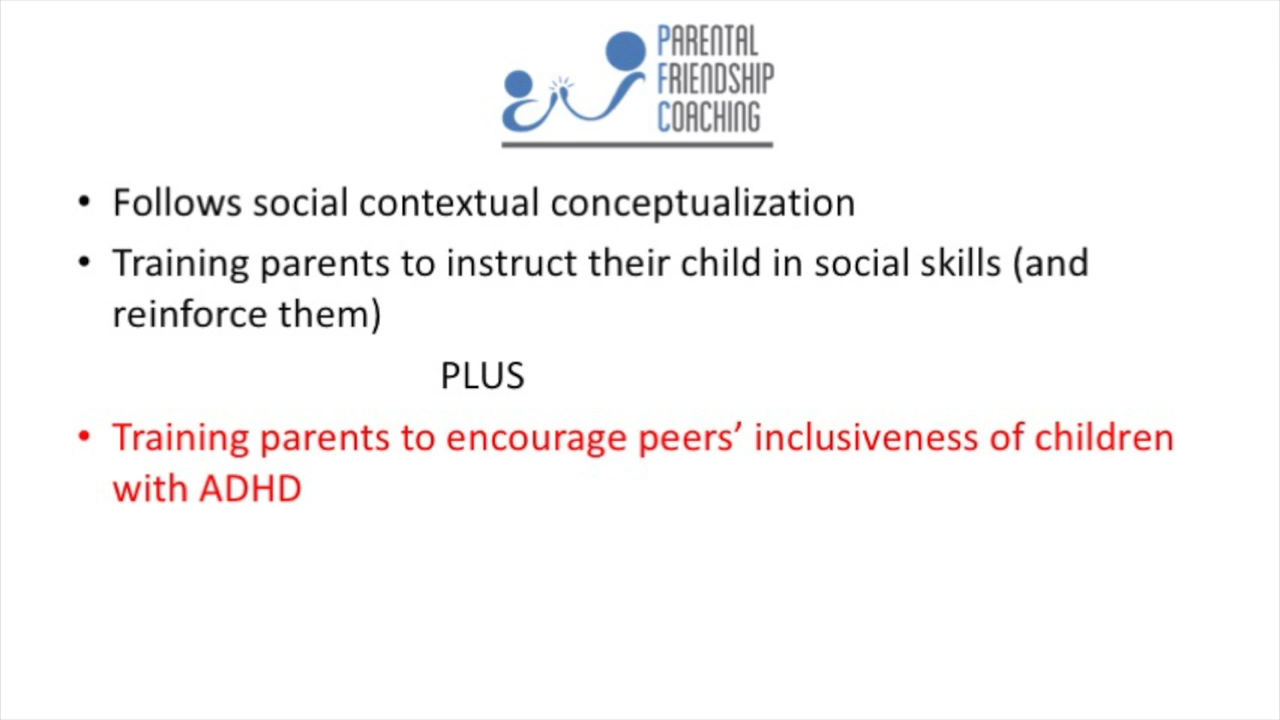 PARENTAL
FRIENDSHIP
COACHING
• Follows social contextual conceptualization
• Training parents to instruct their child in social skills (and
reinforce them)
PLUS
• Training parents to encourage peers’ inclusiveness of children
with ADHD